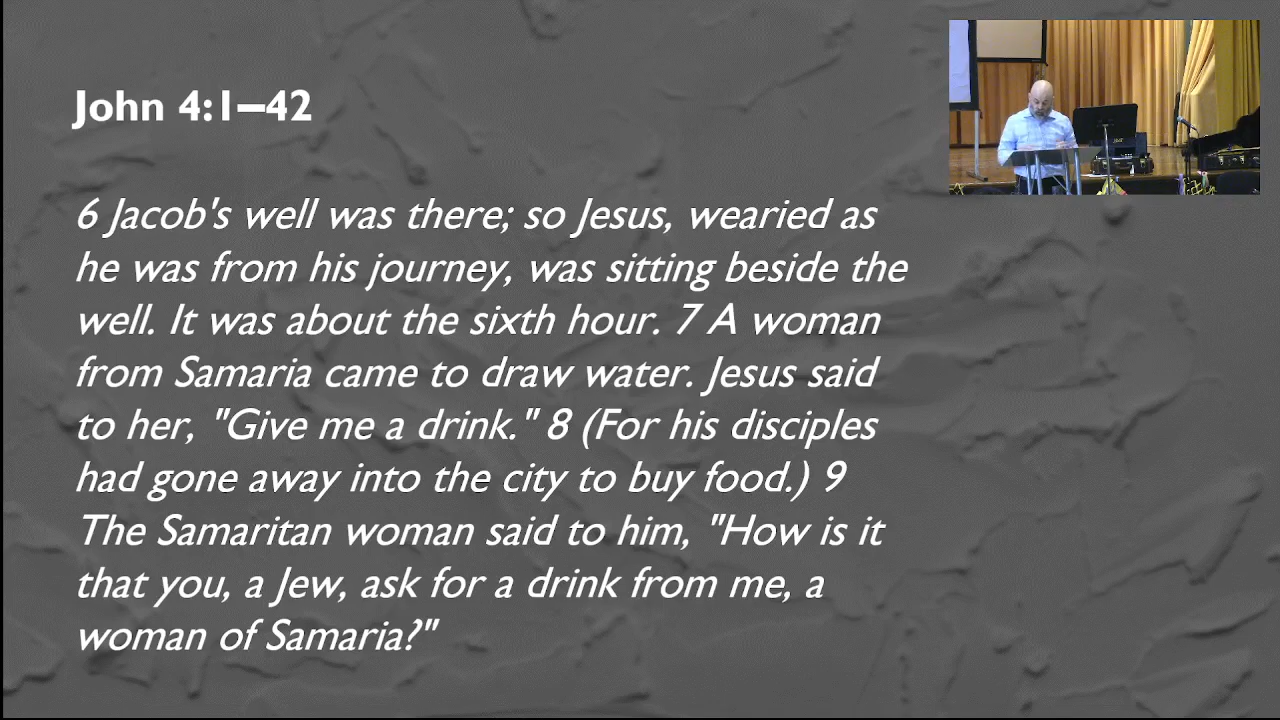 John 4:1—42
6 Jacob's well was there; so Jesus, wearied as
he was from his journey, was sitting beside the
well. It was about the sixth hour. 7 A woman
from Samaria came to draw water. Jesus said
to her, "Give me a drink." 8 (For his disciples
had gone away into the city to buy food.) 9
The Samaritan woman said to him, "How is it
that you, a Jew, ask for a drink from me, a
woman of Samaria?"